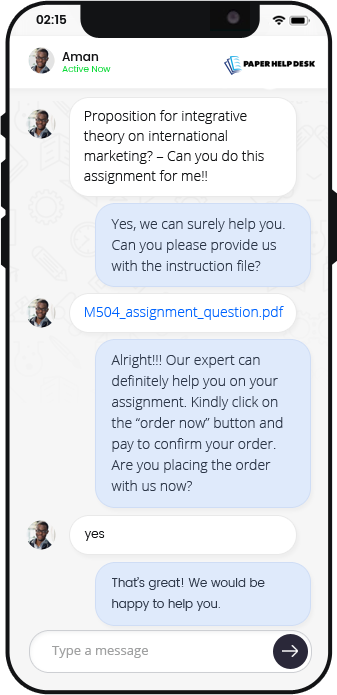 02:15
Aman
Active Now
PAPER HELP DESK
Proposition for integrative
theory on international
marketing? – Can you do this
assignment for me!!
Yes, we can surely help you.
Can you please provide us
with the instruction file?
M504_assignment_question.pdf
Alright!!! Our expert can
definitely help you on your
assignment. Kindly click on
the “order now” button and
pay to confirm your order.
Are you placing the order
with us now?
yes
That's great! We would be
happy to help you.
Type a message